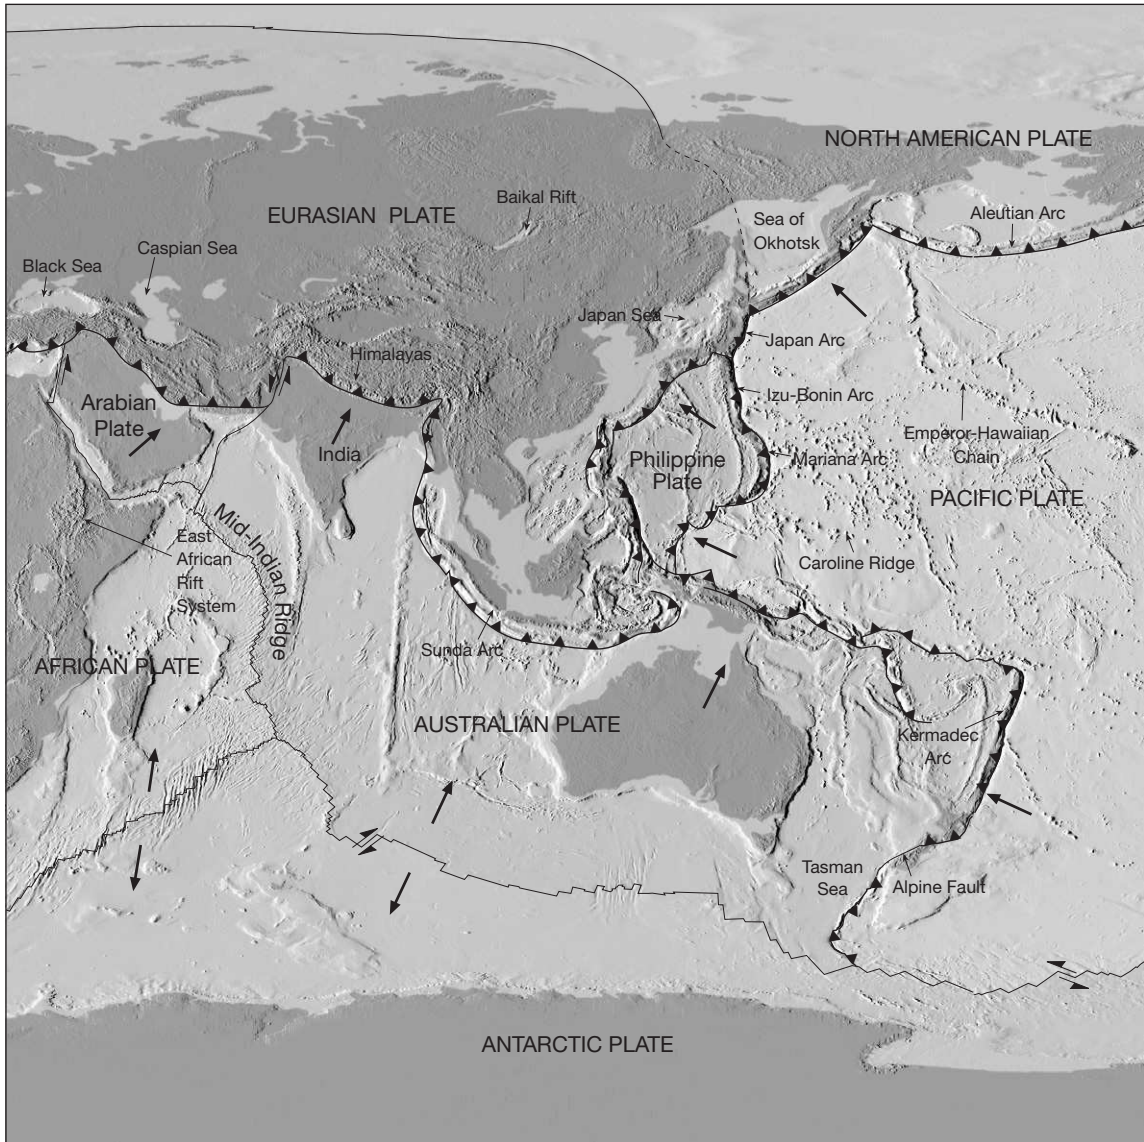 NORTH AMERICAN PLATE
EURASIAN PLATE
Baikal Rift
Sea of
Okhotsk
Aleutian Arc
Caspian Sea
Black Sea
Japan Sea
Japan Arc
Himalayas
Izu-Bonin Arc
Arabian
Plate
Emperor-Hawaiian
Chain
India
Philippine
Plate
Mariana Arc
PACIFIC PLATE
Mid-Indian Ridge
East
African
Rift
System
Caroline Ridge
Sunda Arc
AFRICAN PLATE
AUSTRALIAN PLATE
Kermadec
Arc
Tasman
Sea
Alpine Fault
ANTARCTIC PLATE